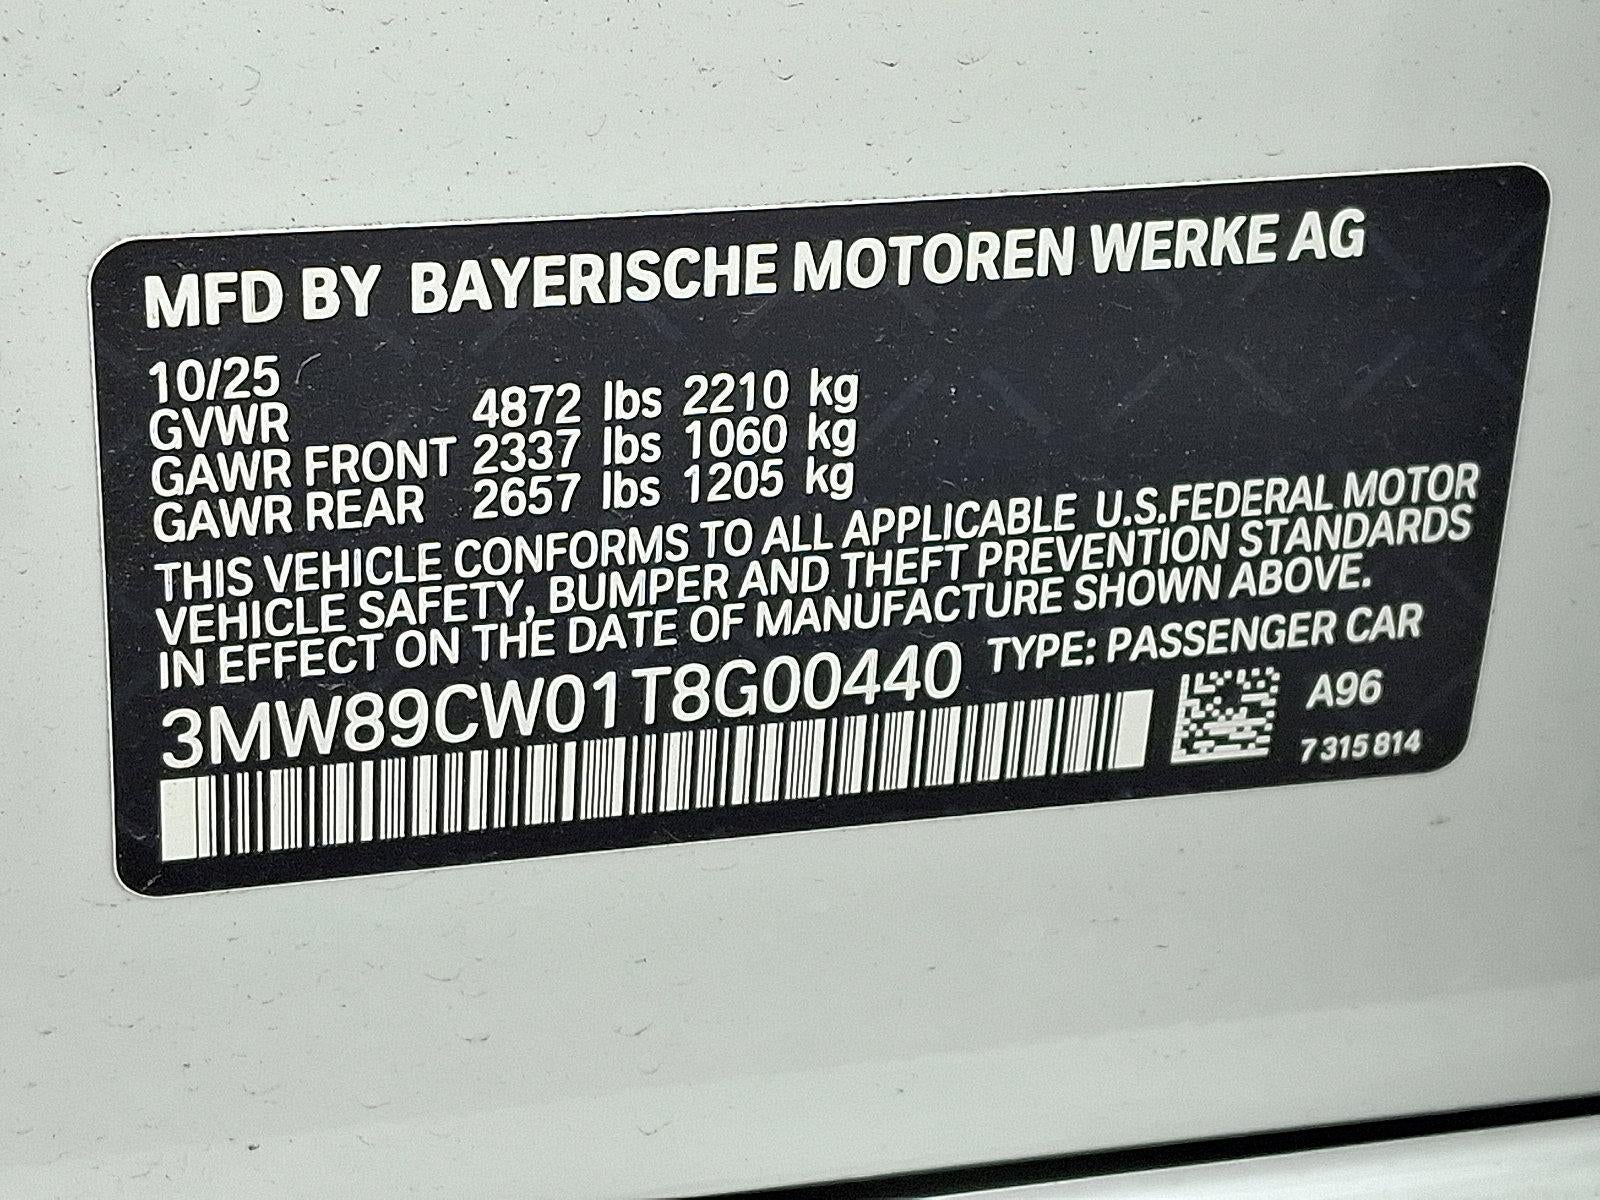 MFD BY BAYERISCHE MOTOREN WERKE AG
10/25
GVWR 4872 lbs 2210 kg
GAWR FRONT 2337 lbs 1060 kg
GAWR REAR 2657 lbs 1205 kg
THIS VEHICLE CONFORMS TO ALL APPLICABLE U.S.FEDERAL MOTOR
VEHICLE SAFETY, BUMPER AND THEFT PREVENTION STANDARDS
IN EFFECT ON THE DATE OF MANUFACTURE SHOWN ABOVE.
3MW89CW01T8G00440 TYPE: PASSENGER CAR
A96
7 315 814